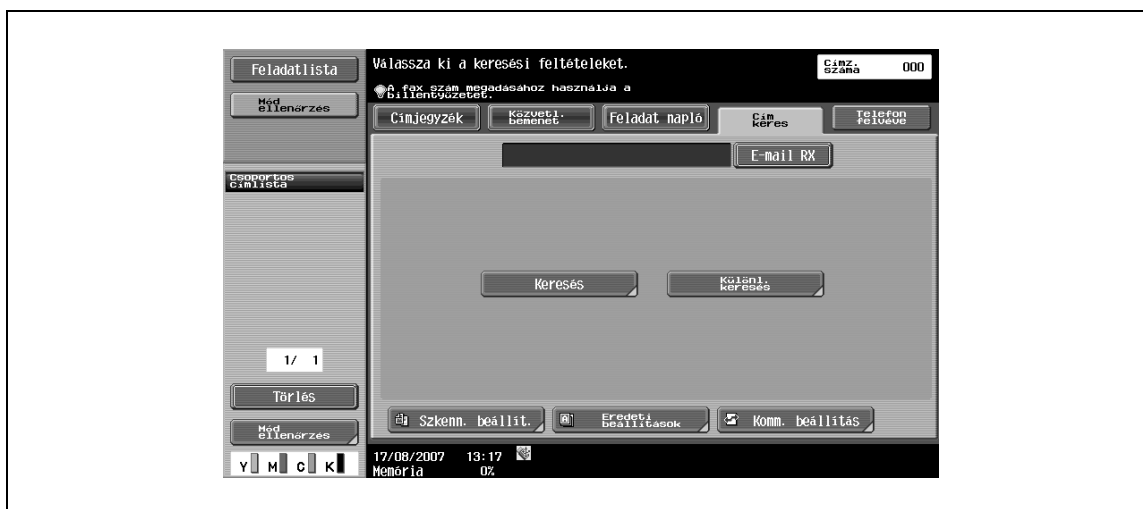 Feladatlista
Mód
ellenőrzés
Válassza ki a keresési feltételeket.
A fax szám megadásához használja a
billentyűzetet.
Címz.
száma
000
Címjegyzék
Közvetl.
bemenet
Feladat napló
Cím
keres
Telefon
felvéve
E-mail RX
Csoportos
címlista
Keresés
Különl.
keresés
1/ 1
Törlés
Mód
ellenőrzés
Szkenn. beállít.
Eredeti
beállítások
Komm. beállítás
Y M C K
17/08/2007 13:17
Memória 0%